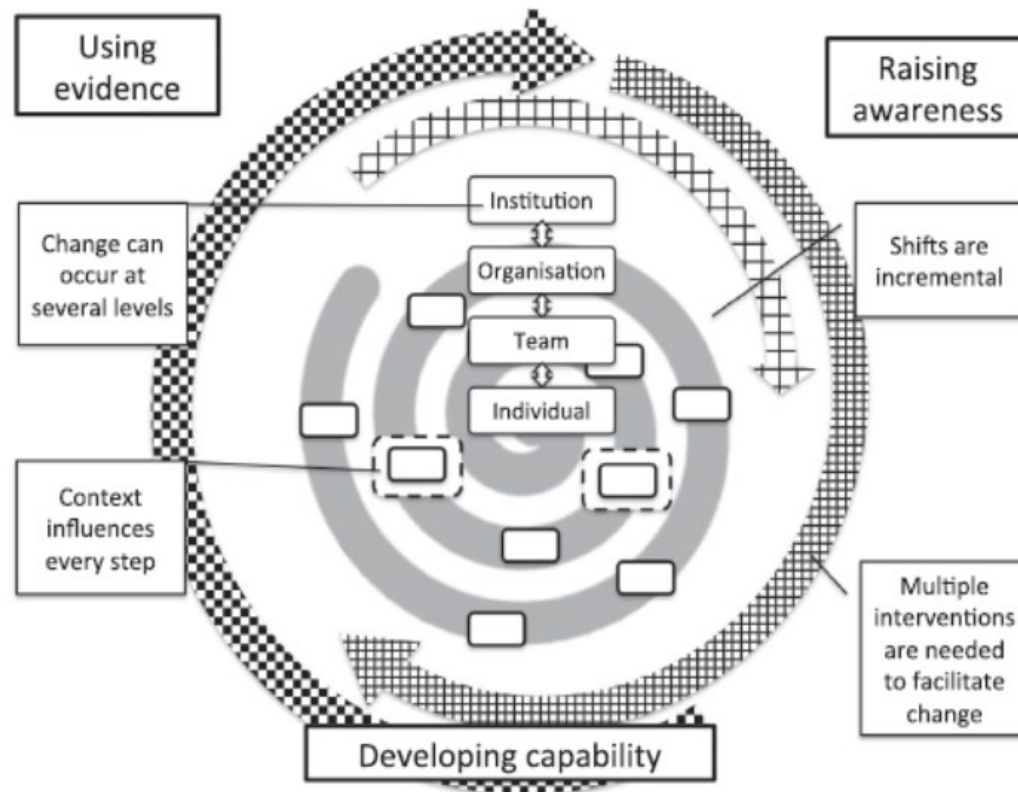 Using
evidence
Raising
awareness
Institution
Change can
occur at
several levels
Organisation
Shifts are
incremental
Team
Individual
Context
influences
every step
Multiple
interventions
are needed
to facilitate
change
Developing capability